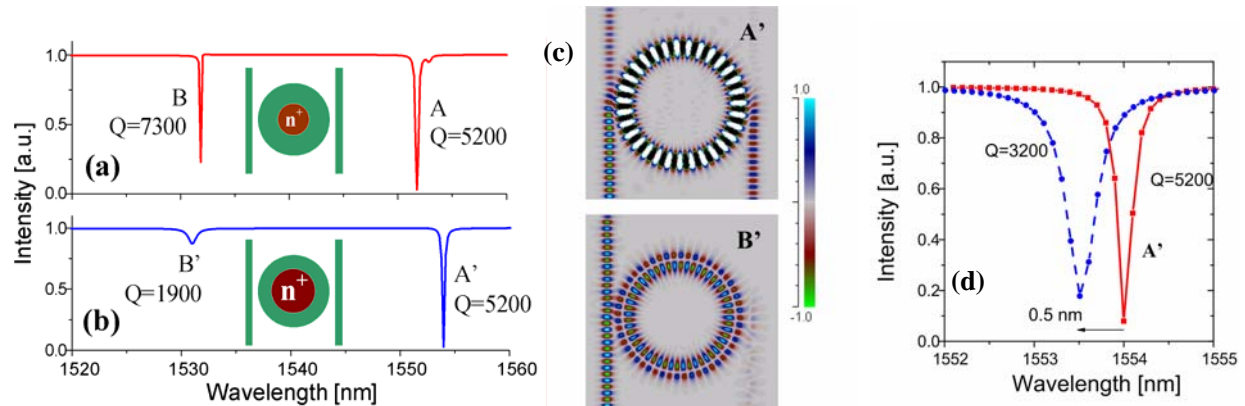 (a)
Intensity [a.u.]
1.0
0.5
0.0
B
Q=7300
n+
A
Q=5200
(b)
1.0
0.5
0.0
B’
Q=1900
n+
A’
Q=5200
1520 1530 1540 1550 1560
Wavelength [nm]
(c)
A’
B’
1.0
-1.0
(d)
Intensity [a.u.]
1.0
0.8
0.6
0.4
0.2
0.0
Q=3200
Q=5200
A’
0.5 nm
1552 1553 1554 1555
Wavelength [nm]